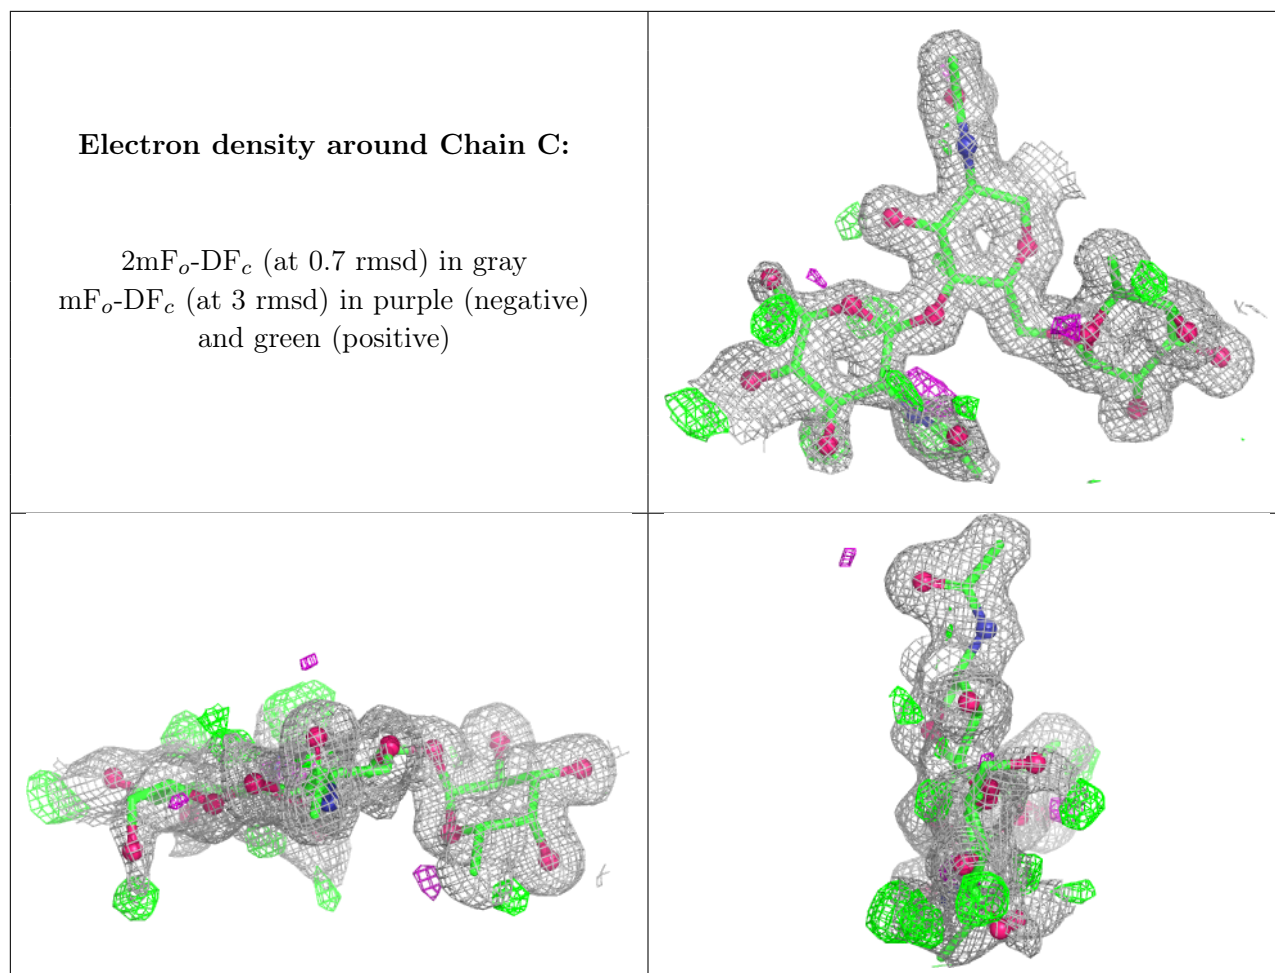 Electron density around Chain C:
2mFo-DFc (at 0.7 rmsd) in gray
mFo-DFc (at 3 rmsd) in purple (negative)
and green (positive)